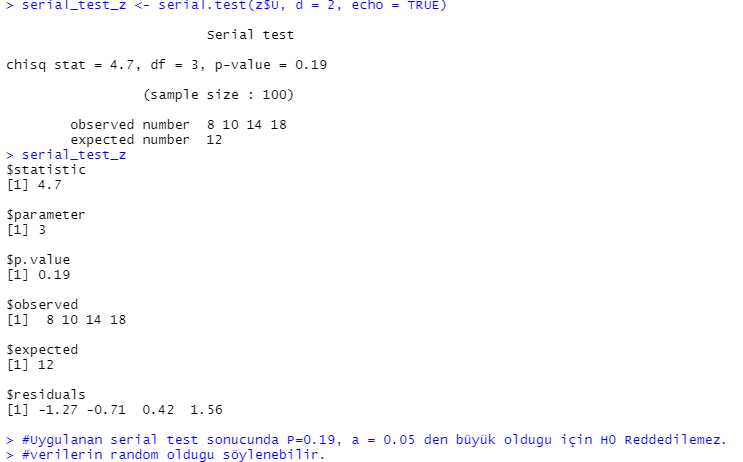 > serial_test_z <- serial.test(z$U, d = 2, echo = TRUE)
Serial test
chisq stat = 4.7, df = 3, p-value = 0.19
(sample size : 100)
observed number  8 10 14 18
expected number  12
> serial_test_z
$statistic
[1] 4.7
$parameter
[1] 3
$p.value
[1] 0.19
$observed
[1]  8 10 14 18
$expected
[1] 12
$residuals
[1] -1.27 -0.71  0.42  1.56
> #Uygulanan serial test sonucunda P=0.19, a = 0.05 den büyük oldugu için H0 Reddedilemez.
> #verilerin random oldugu söylenebilir.